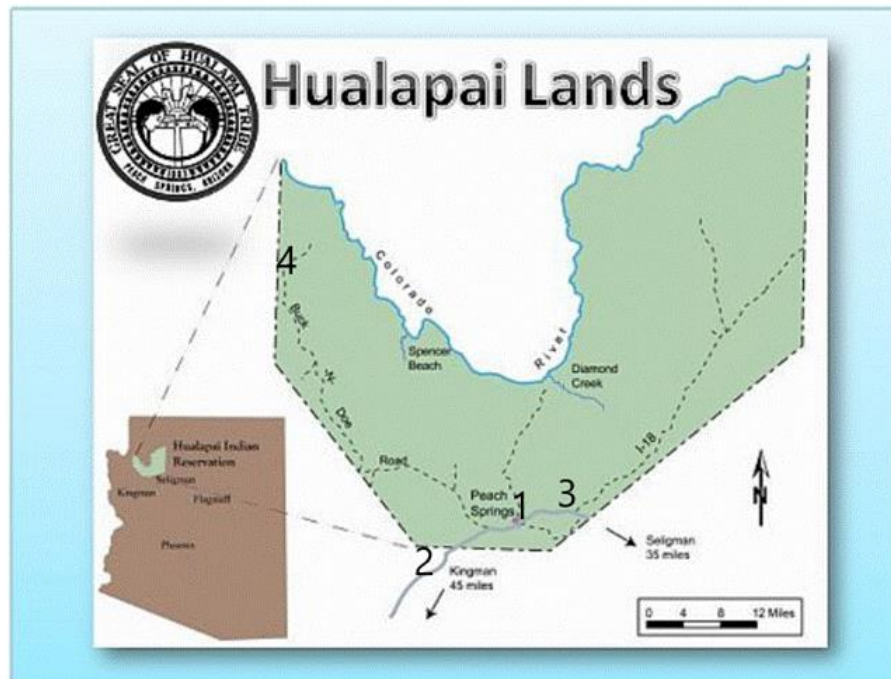 GREAT SEAL OF HUALAPAI TRIBE
1883
PEACH SPRINGS, ARIZONA
Hualapai Lands
4
Colorado
River
Buck
-N-
Doe
Road
Spencer
Beach
Diamond
Creek
I-18
Peach
Springs
1
3
2
Kingman
45 miles
Seligman
35 miles
N
0 4 8 12 Miles
Hualapai Indian
Reservation
Seligman
Kingman
Flagstaff
Phoenix